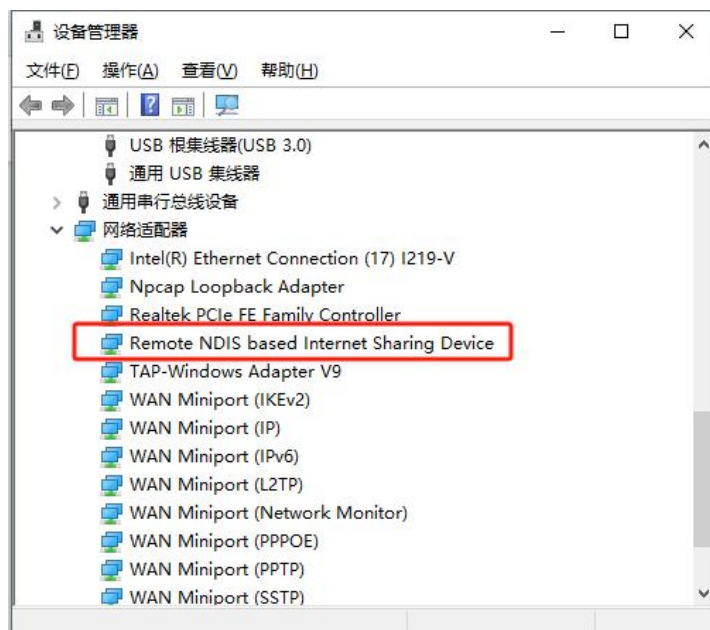 设备管理器
文件(F) 操作(A) 查看(V) 帮助(H)
USB 根集线器(USB 3.0)
通用 USB 集线器
通用串行总线设备
网络适配器
Intel(R) Ethernet Connection (17) I219-V
Npcap Loopback Adapter
Realtek PCIe FE Family Controller
Remote NDIS based Internet Sharing Device
TAP-Windows Adapter V9
WAN Miniport (IKEv2)
WAN Miniport (IP)
WAN Miniport (IPv6)
WAN Miniport (L2TP)
WAN Miniport (Network Monitor)
WAN Miniport (PPPOE)
WAN Miniport (PPTP)
WAN Miniport (SSTP)